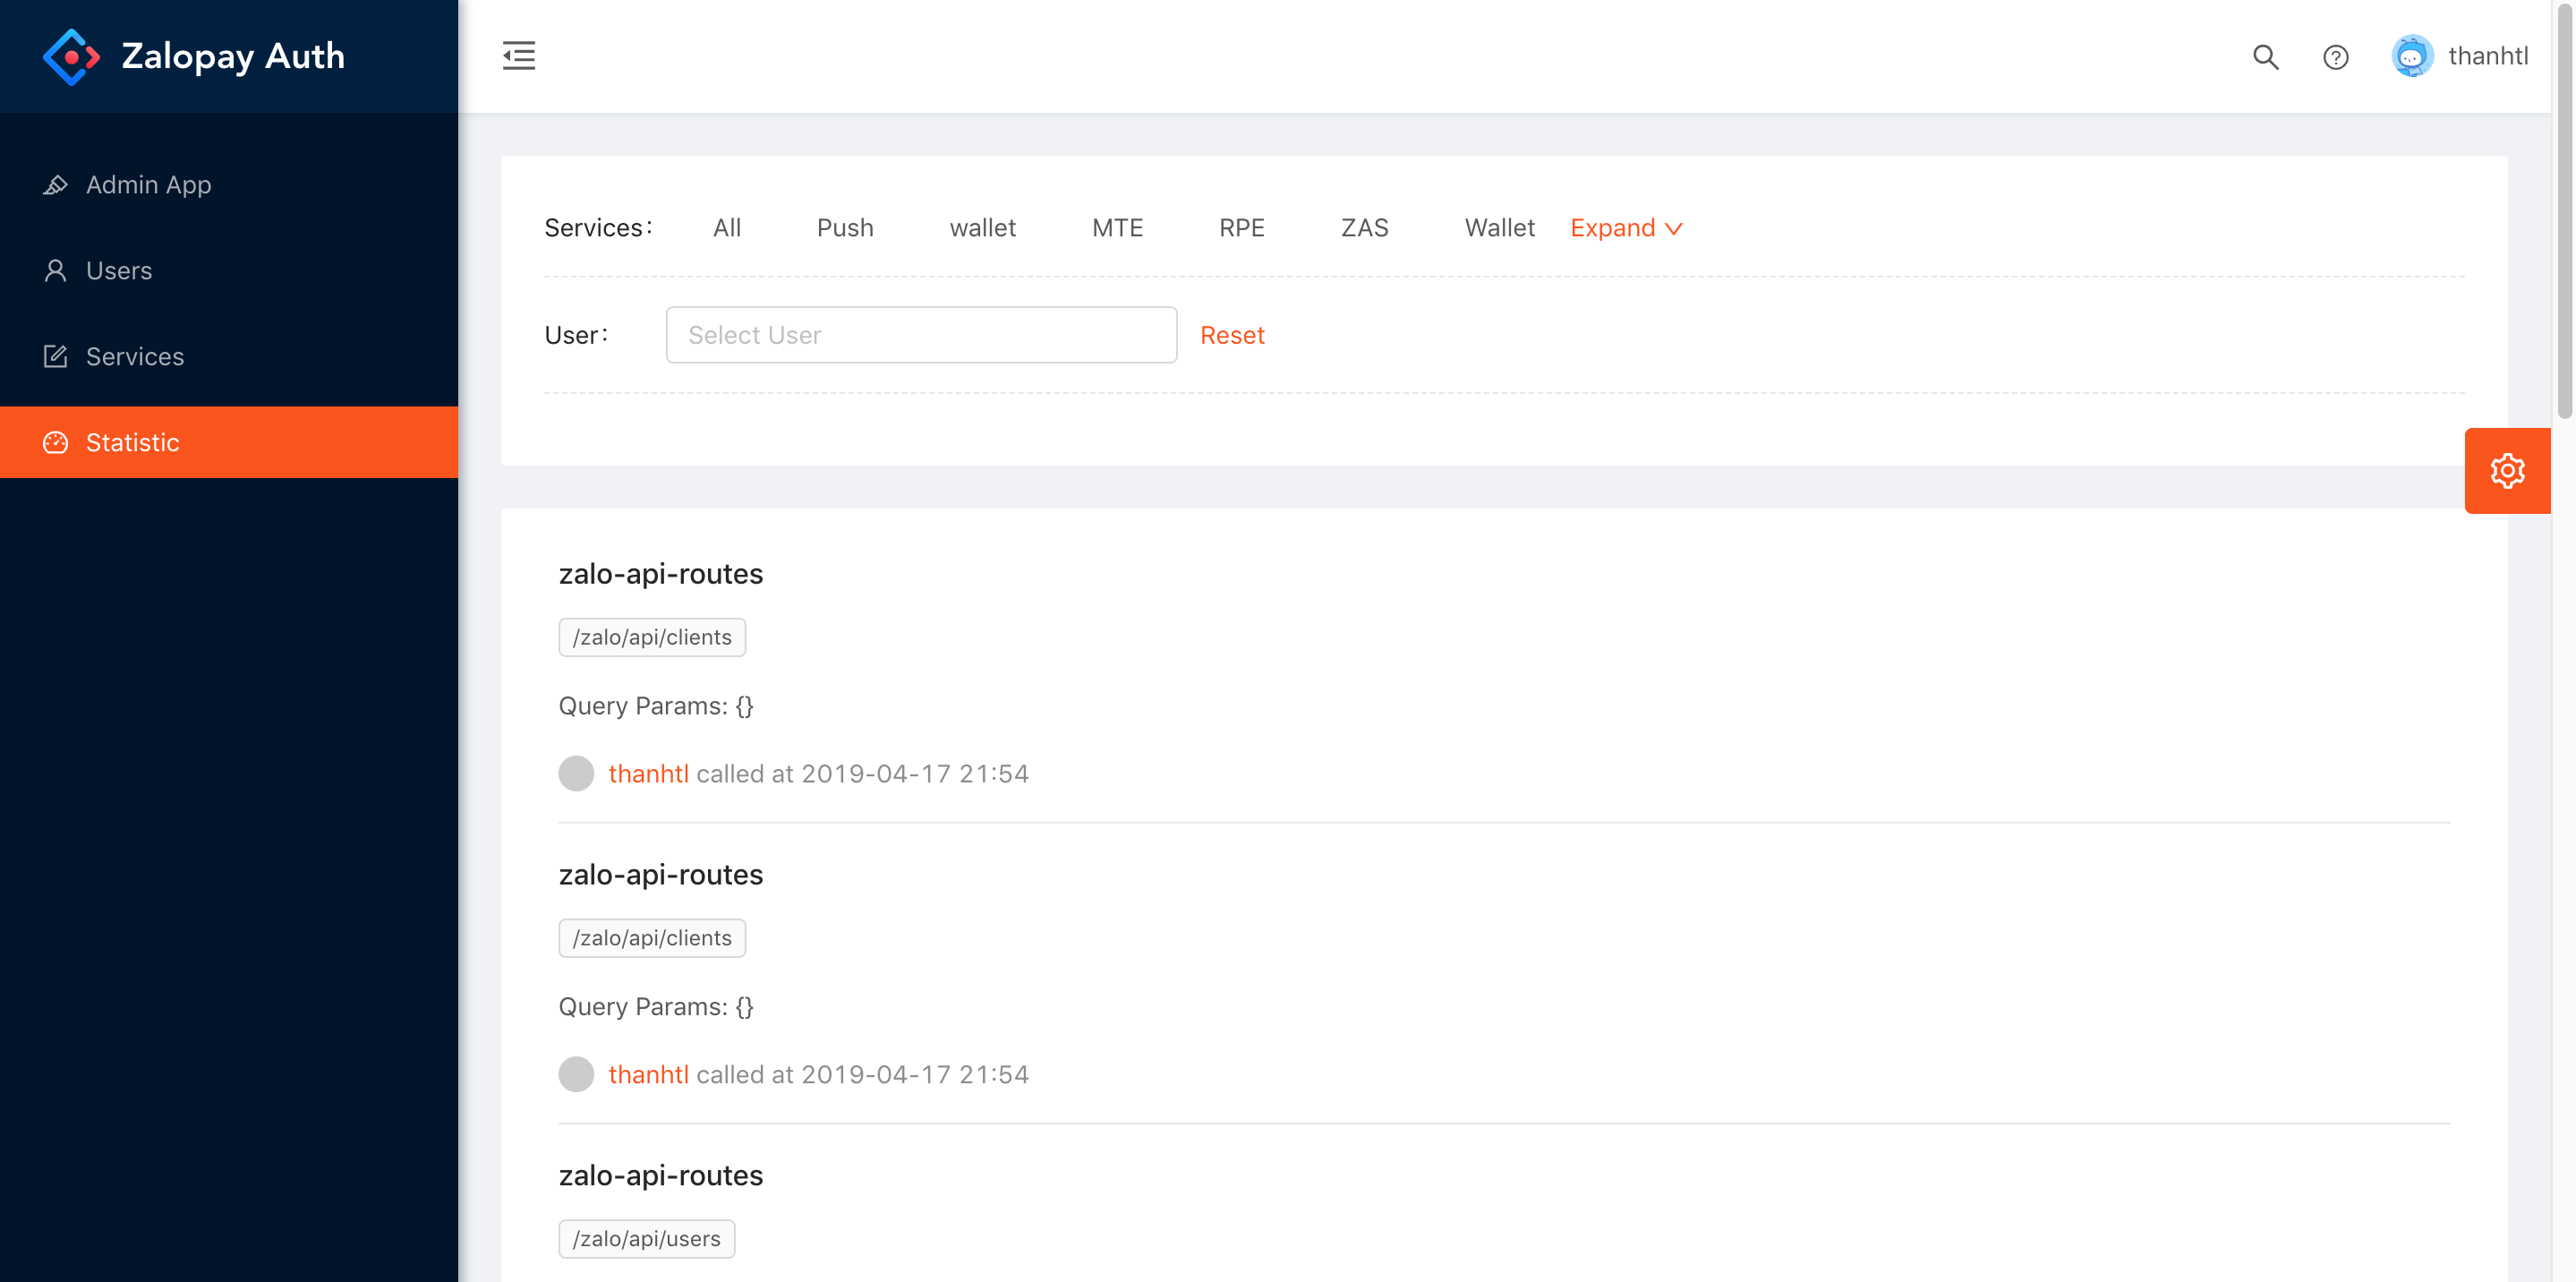 Zalopay Auth
thanhtl
Admin App
Users
Services
Statistic
Services: All Push wallet MTE RPE ZAS Wallet Expand
User: Select User Reset
zalo-api-routes
/zalo/api/clients
Query Params: {}
thanhtl called at 2019-04-17 21:54
zalo-api-routes
/zalo/api/clients
Query Params: {}
thanhtl called at 2019-04-17 21:54
zalo-api-routes
/zalo/api/users